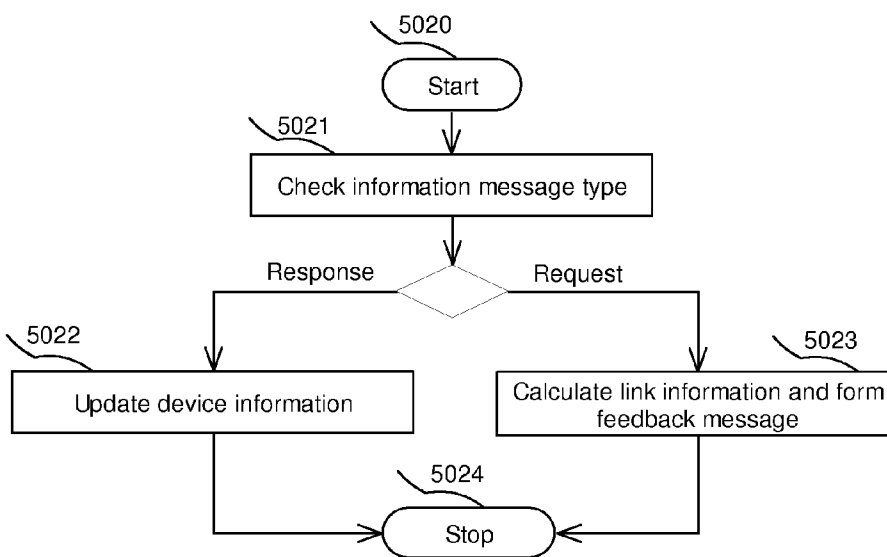 5020
Start
5021
Check information message type
Response
Request
5022
5023
Update device information
Calculate link information and form
feedback message
5024
Stop